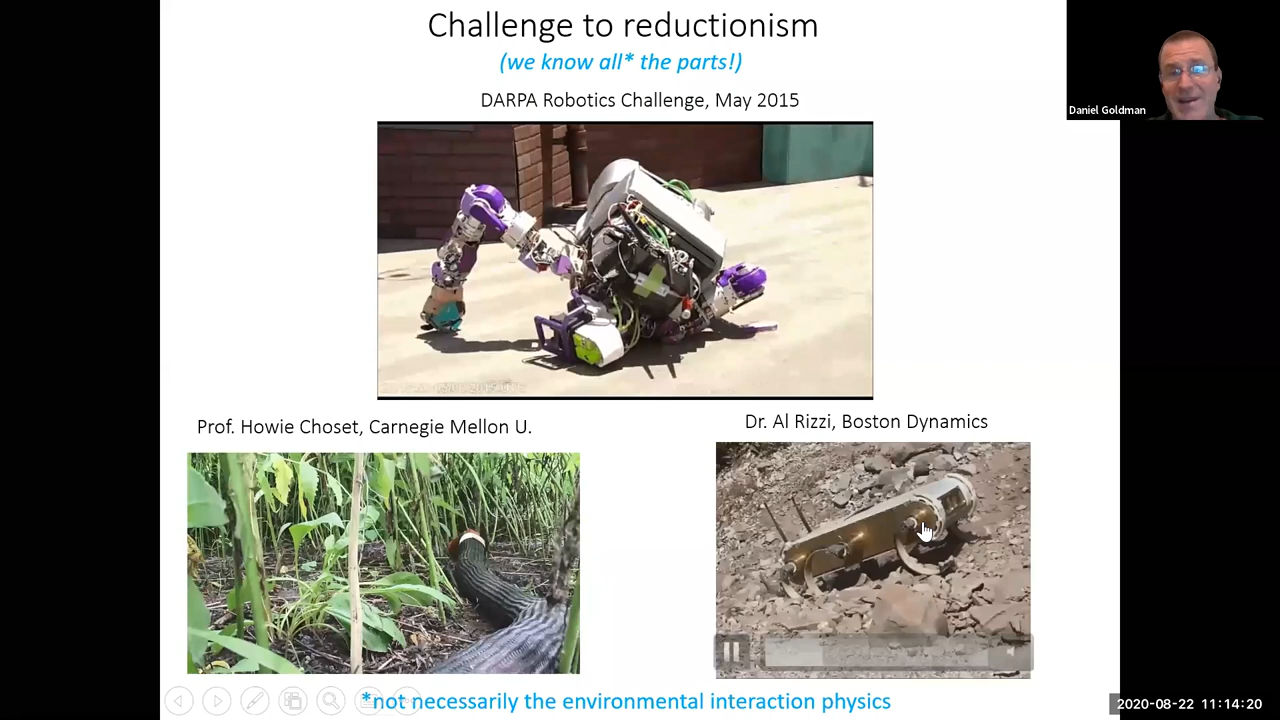 Challenge to reductionism
(we know all* the parts!)
DARPA Robotics Challenge, May 2015
Daniel Goldman
Prof. Howie Choset, Carnegie Mellon U.
Dr. Al Rizzi, Boston Dynamics
*not necessarily the environmental interaction physics
2020-08-22 11:14:20